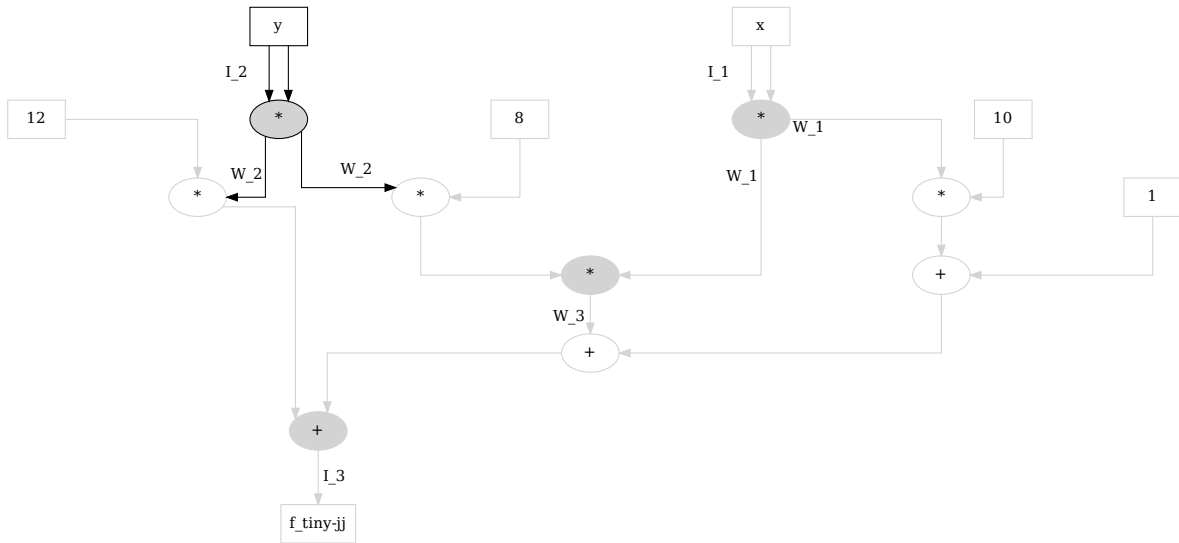 y x
I_2 I_1
12 * 8 * 10
W_1
W_2 W_2 W_1
* * * 1
* +
W_3
+
+
I_3
f_tiny-jj